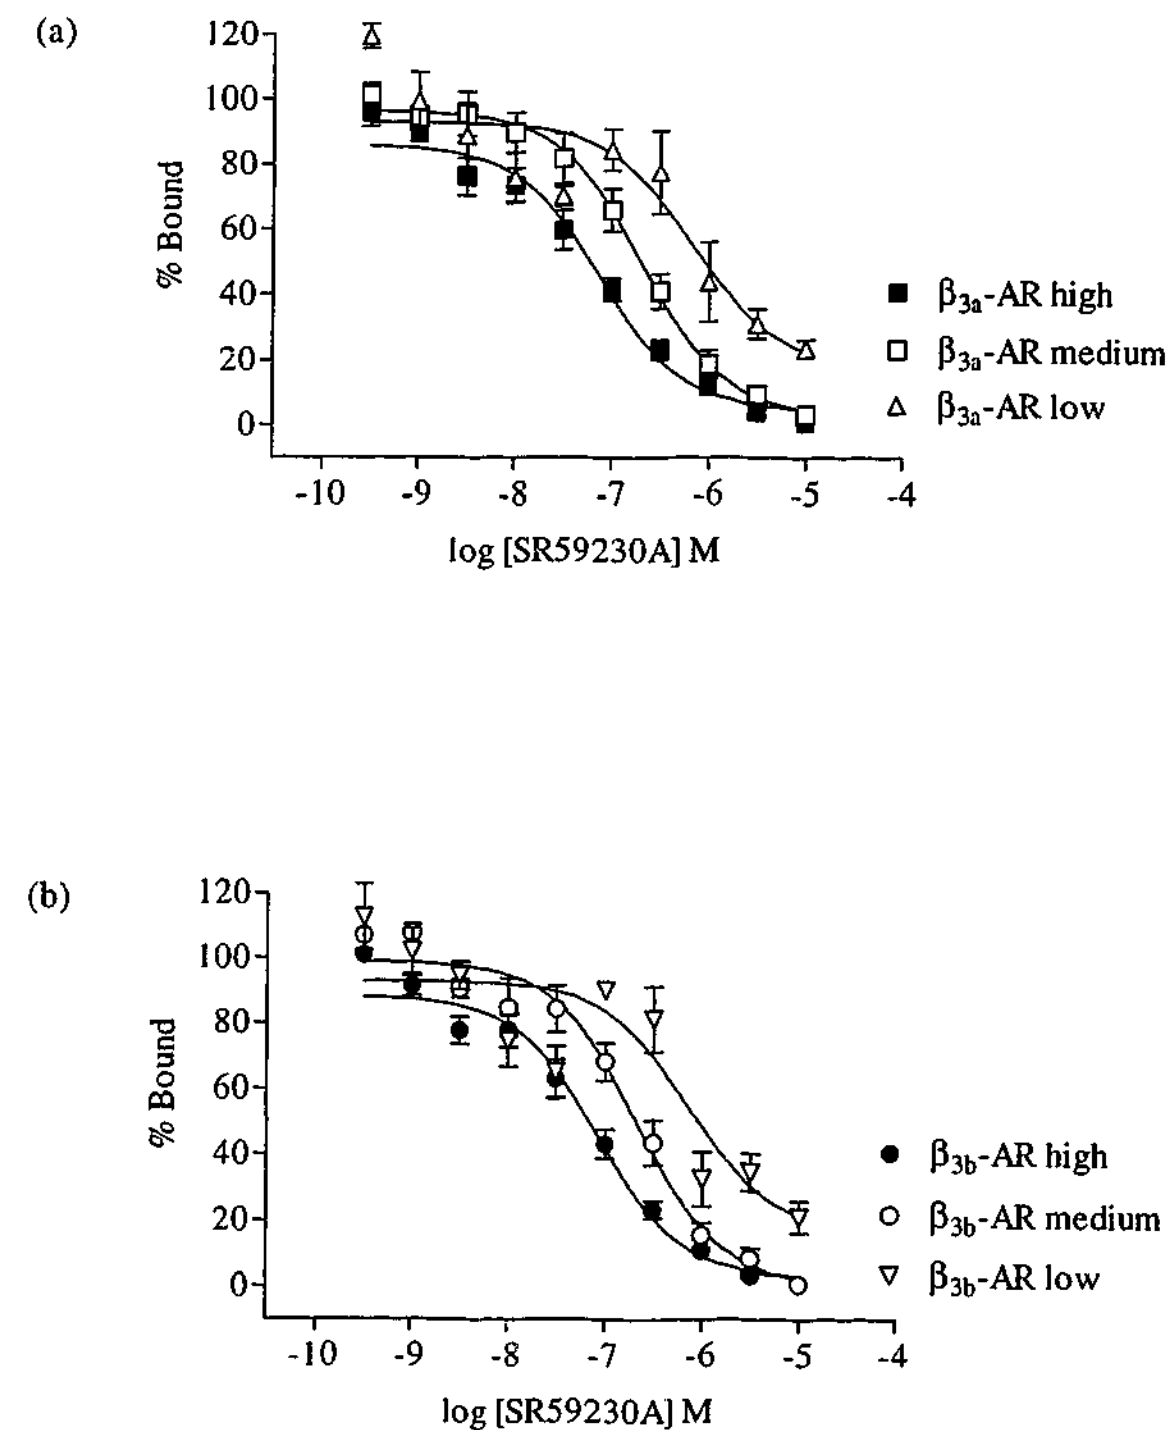 (a)
120
100
80
60
40
20
0
% Bound
-10 -9 -8 -7 -6 -5 -4
log [SR59230A] M
β3a-AR high
β3a-AR medium
β3a-AR low
(b)
120
100
80
60
40
20
0
% Bound
-10 -9 -8 -7 -6 -5 -4
log [SR59230A] M
β3b-AR high
β3b-AR medium
β3b-AR low